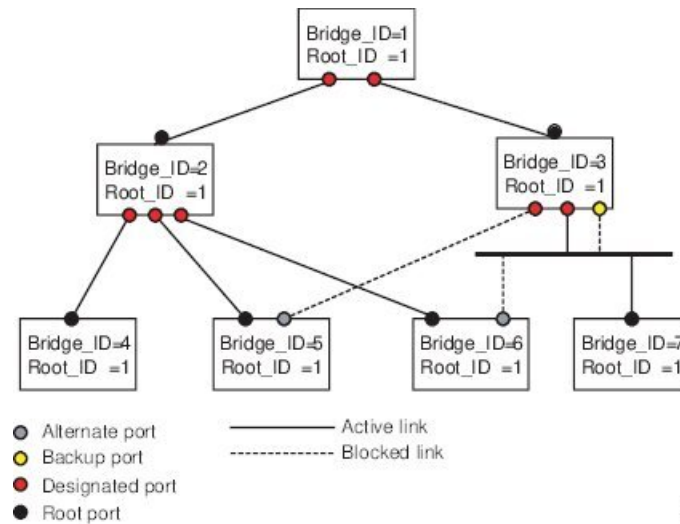 Bridge_ID=1
Root_ID =1
Bridge_ID=2
Root_ID =1
Bridge_ID=3
Root_ID =1
Bridge_ID=4
Root_ID =1
Bridge_ID=5
Root_ID =1
Bridge_ID=6
Root_ID =1
Bridge_ID=7
Root_ID =1
Alternate port
Backup port
Designated port
Root port
Active link
Blocked link